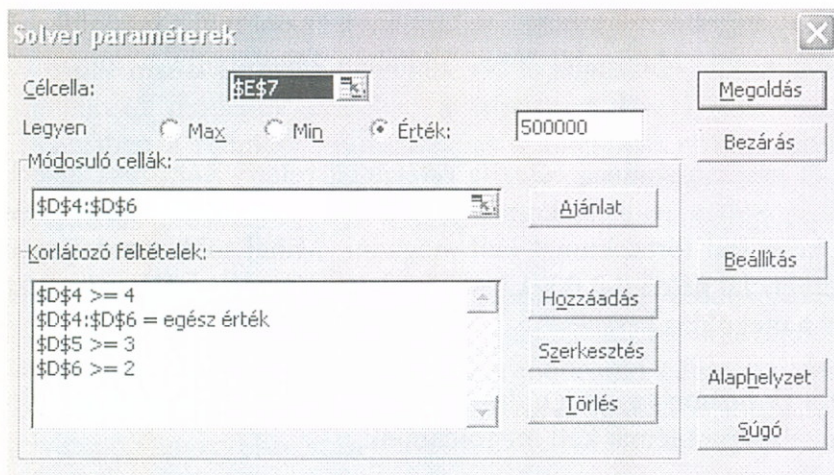 Solver paraméterek
Célcella:
$E$7
Megoldás
Legyen
Max
Min
Érték:
500000
Bezárás
Módosuló cellák:
$D$4:$D$6
Ajánlat
Korlátozó feltételek:
Beállítás
$D$4 >= 4
$D$4:$D$6 = egész érték
$D$5 >= 3
$D$6 >= 2
Hozzáadás
Szerkesztés
Törlés
Alaphelyzet
Súgó